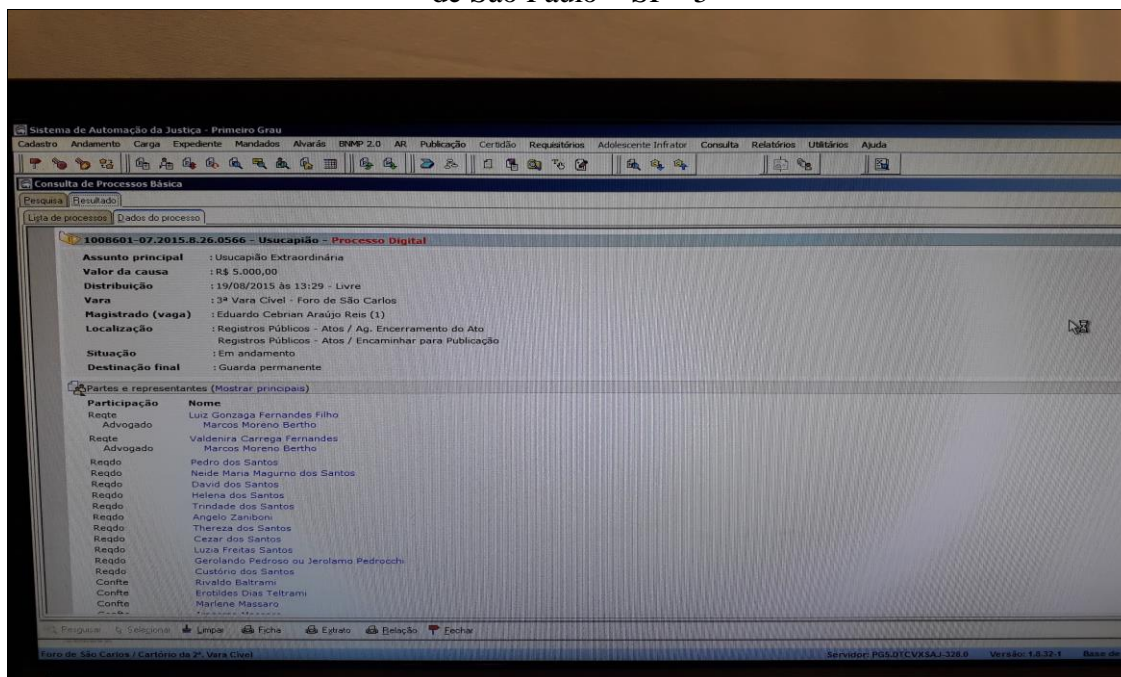 de São Paulo – SP – 3
Sistema de Automação da Justiça - Primeiro Grau
Cadastro Andamento Carga Expediente Mandados Alvarás BNMP 2.0 AR Publicação Certidão Requisitórios Adolescente Infrator Consulta Relatórios Utilitários Ajuda
Consulta de Processos Básica
Pesquisa Resultado
Lista de processos Dados do processo
1008601-07.2015.8.26.0566 - Usucapião - Processo Digital
Assunto principal : Usucapião Extraordinária
Valor da causa : R$ 5.000,00
Distribuição : 19/08/2015 às 13:29 - Livre
Vara : 3ª Vara Cível - Foro de São Carlos
Magistrado (vaga) : Eduardo Cebrian Araújo Reis (1)
Localização : Registros Públicos - Atos / Ag. Encerramento do Ato
Registros Públicos - Atos / Encaminhar para Publicação
Situação : Em andamento
Destinação final : Guarda permanente
Partes e representantes (Mostrar principais)
Participação Nome
Reqte Luiz Gonzaga Fernandes Filho
Advogado Marcos Moreno Bertho
Reqte Valdenira Carrega Fernandes
Advogado Marcos Moreno Bertho
Reqdo Pedro dos Santos
Reqdo Neide Maria Magurno dos Santos
Reqdo David dos Santos
Reqdo Helena dos Santos
Reqdo Trindade dos Santos
Reqdo Angelo Zaniboni
Reqdo Thereza dos Santos
Reqdo Cezar dos Santos
Reqdo Luzia Freitas Santos
Reqdo Gerolando Pedroso ou Jerolamo Pedrocchi
Reqdo Custório dos Santos
Confte Rivaldo Baltrami
Confte Erotildes Dias Teltrami
Confte Marlene Massaro
Pesquisar Selecionar Limpar Ficha Extrato Relação Fechar
Foro de São Carlos / Cartório da 2ª. Vara Cível Servidor: PG5.DTCVXSAJ-328.0 Versão: 1.8.32-1 Base de